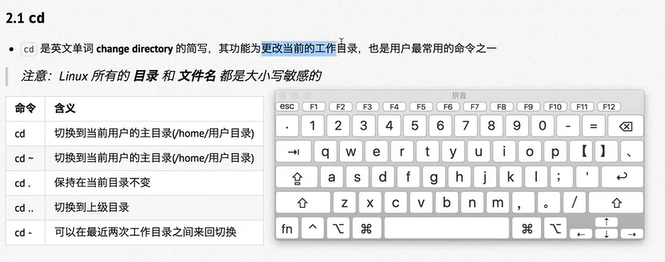 2.1 cd
• cd 是英文单词 change directory 的简写，其功能为更改当前的工作目录，也是用户最常用的命令之一
注意：Linux 所有的 目录 和 文件名 都是大小写敏感的
命令 含义
cd 切换到当前用户的主目录(/home/用户目录)
cd ~ 切换到当前用户的主目录(/home/用户目录)
cd . 保持在当前目录不变
cd .. 切换到上级目录
cd - 可以在最近两次工作目录之间来回切换
拼音
esc F1 F2 F3 F4 F5 F6 F7 F8 F9 F10 F11 F12
· 1 2 3 4 5 6 7 8 9 0 - =
q w e r t y u i o p 【 】 、
a s d f g h j k l ； '
z x c v b n m ， 。 /
fn